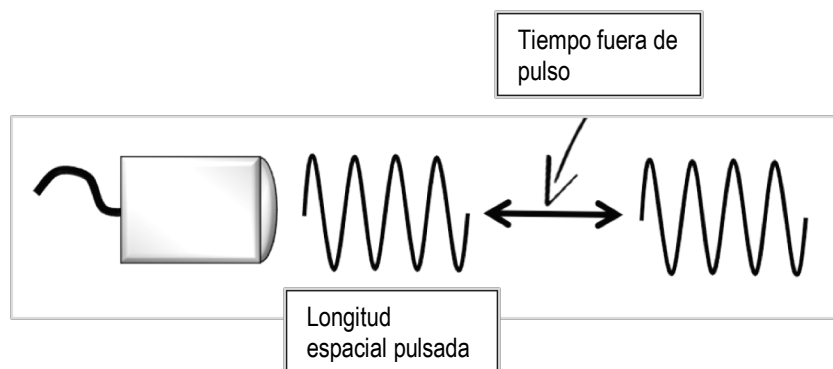 Tiempo fuera de
pulso
Longitud
espacial pulsada